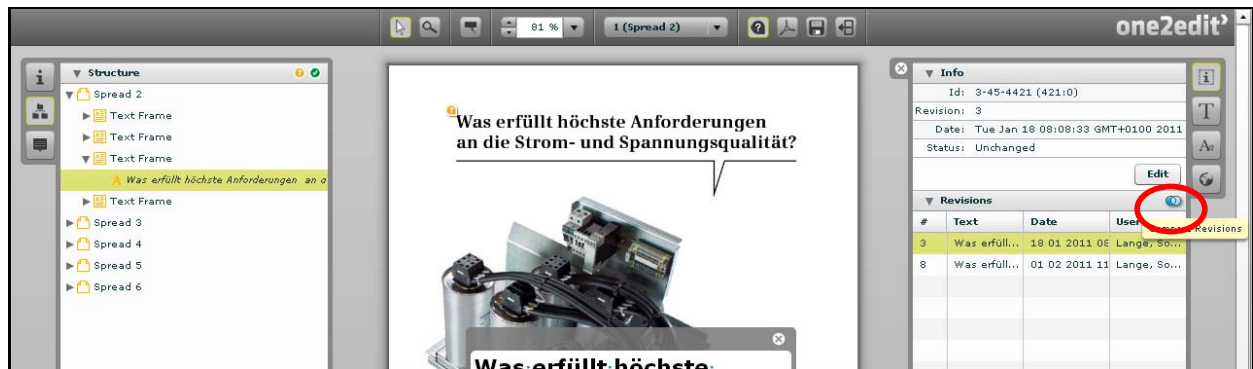 81 %
1 (Spread 2)
one2edit
Structure
Spread 2
Text Frame
Text Frame
Text Frame
Was erfüllt höchste Anforderungen an d
Text Frame
Spread 3
Spread 4
Spread 5
Spread 6
Was erfüllt höchste Anforderungen
an die Strom- und Spannungsqualität?
Was·erfüllt·höchste·
Info
Id: 3-45-4421 (421:0)
Revision: 3
Date: Tue Jan 18 08:08:33 GMT+0100 2011
Status: Unchanged
Edit
Revisions
# Text Date User
Revisions
3 Was erfüll... 18 01 2011 08 Lange, So...
8 Was erfüll... 01 02 2011 11 Lange, So...